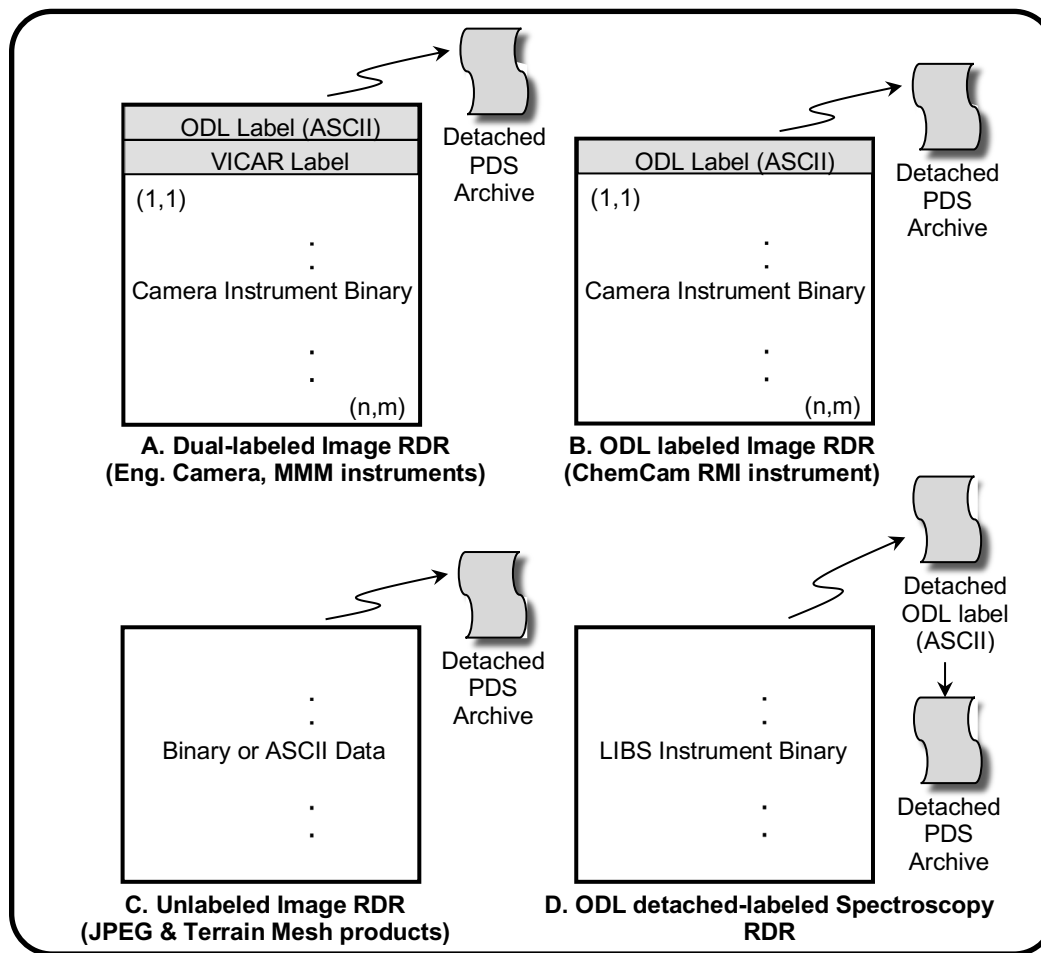 ODL Label (ASCII)
VICAR Label
(1,1)
Camera Instrument Binary
(n,m)
Detached
PDS
Archive
A. Dual-labeled Image RDR
(Eng. Camera, MMM instruments)
ODL Label (ASCII)
(1,1)
Camera Instrument Binary
(n,m)
Detached
PDS
Archive
B. ODL labeled Image RDR
(ChemCam RMI instrument)
Binary or ASCII Data
Detached
PDS
Archive
C. Unlabeled Image RDR
(JPEG & Terrain Mesh products)
LIBS Instrument Binary
Detached
ODL label
(ASCII)
Detached
PDS
Archive
D. ODL detached-labeled Spectroscopy
RDR